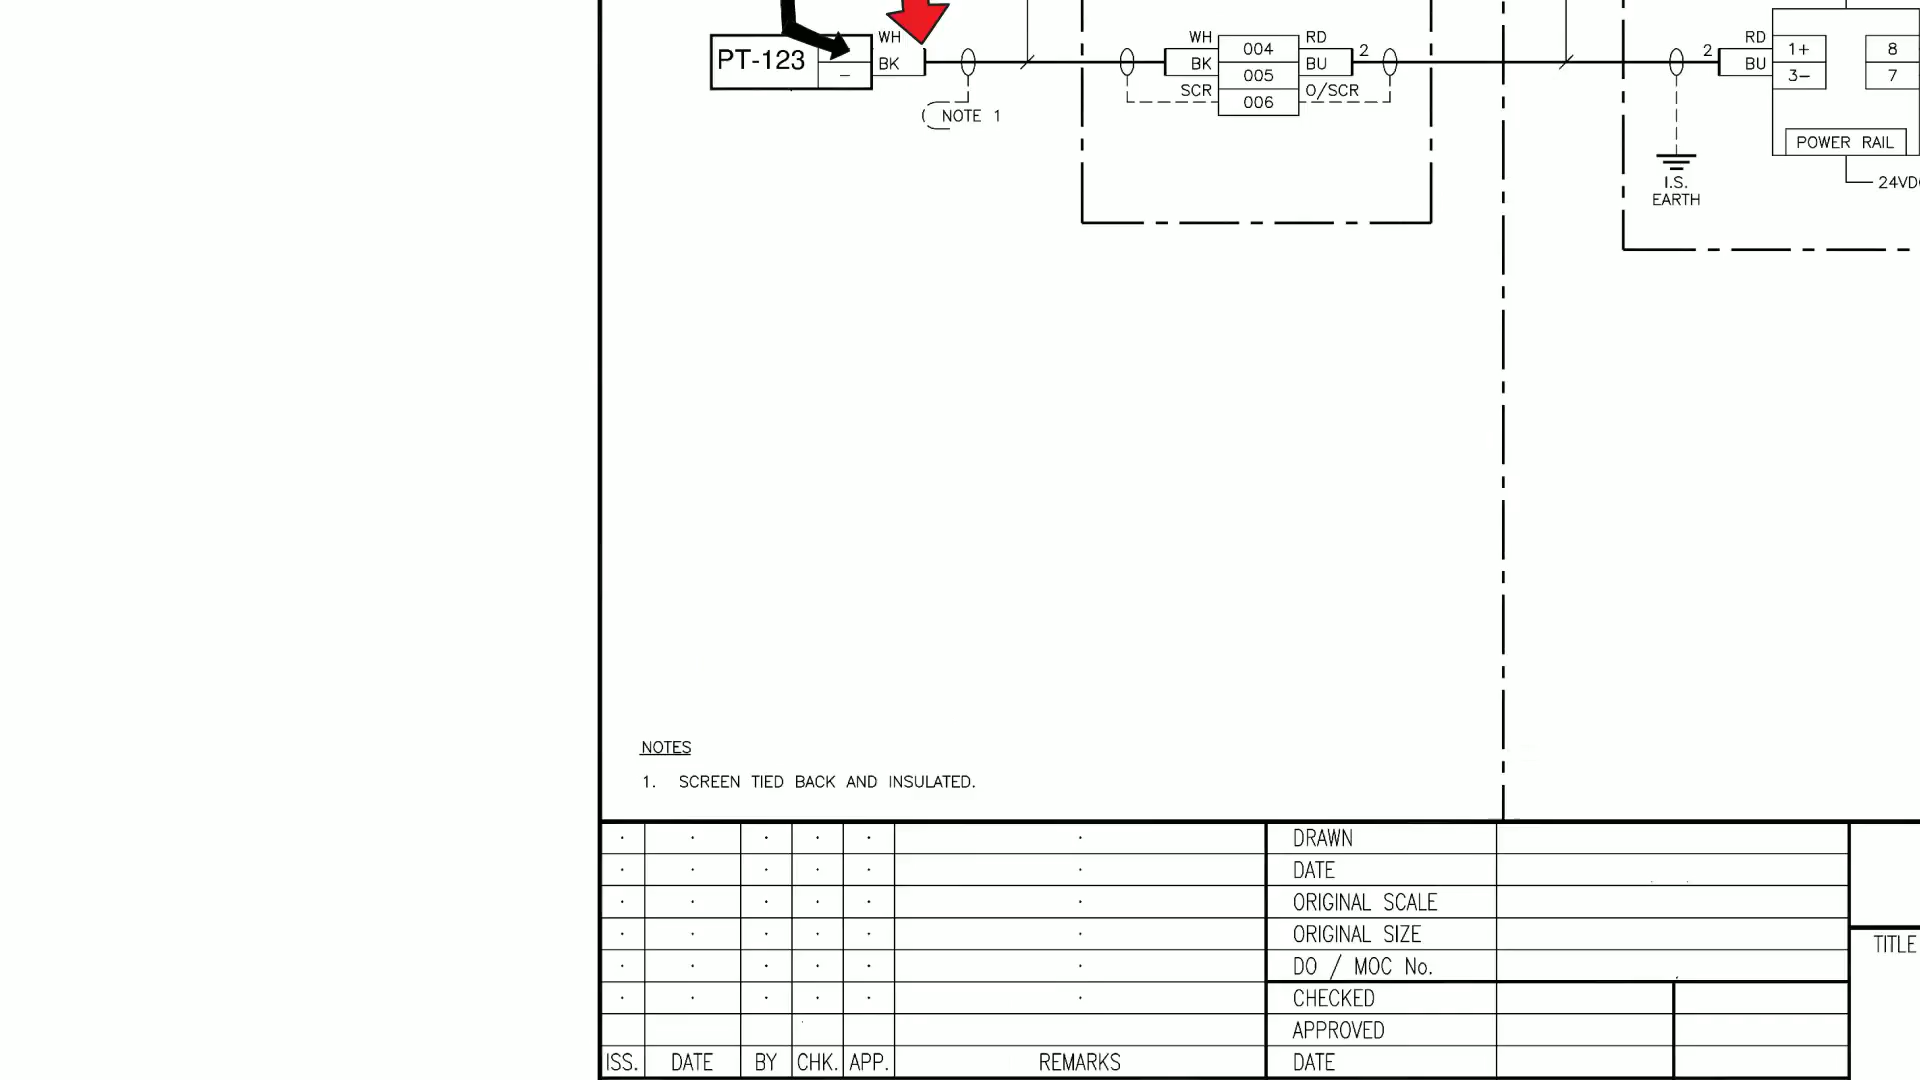 WH
PT-123
BK
–
NOTE 1
WH 004 RD
2
BK 005 BU
SCR 006 O/SCR
2 RD 1+ 8
BU 3– 7
POWER RAIL
24VD
I.S.
EARTH
NOTES
1. SCREEN TIED BACK AND INSULATED.
DRAWN
DATE
ORIGINAL SCALE
ORIGINAL SIZE
TITLE
DO / MOC No.
CHECKED
APPROVED
ISS. DATE BY CHK. APP. REMARKS DATE